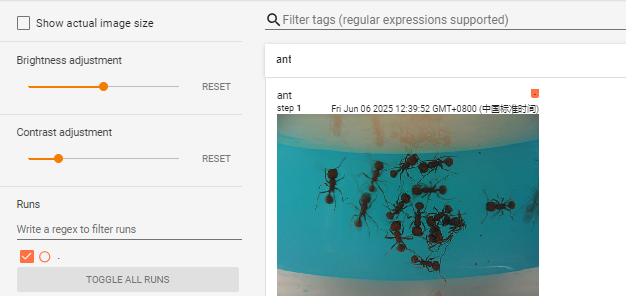 Show actual image size
Filter tags (regular expressions supported)
Brightness adjustment
RESET
ant
ant
step 1
Fri Jun 06 2025 12:39:52 GMT+0800 (中国标准时间)
Contrast adjustment
RESET
Runs
Write a regex to filter runs
.
TOGGLE ALL RUNS